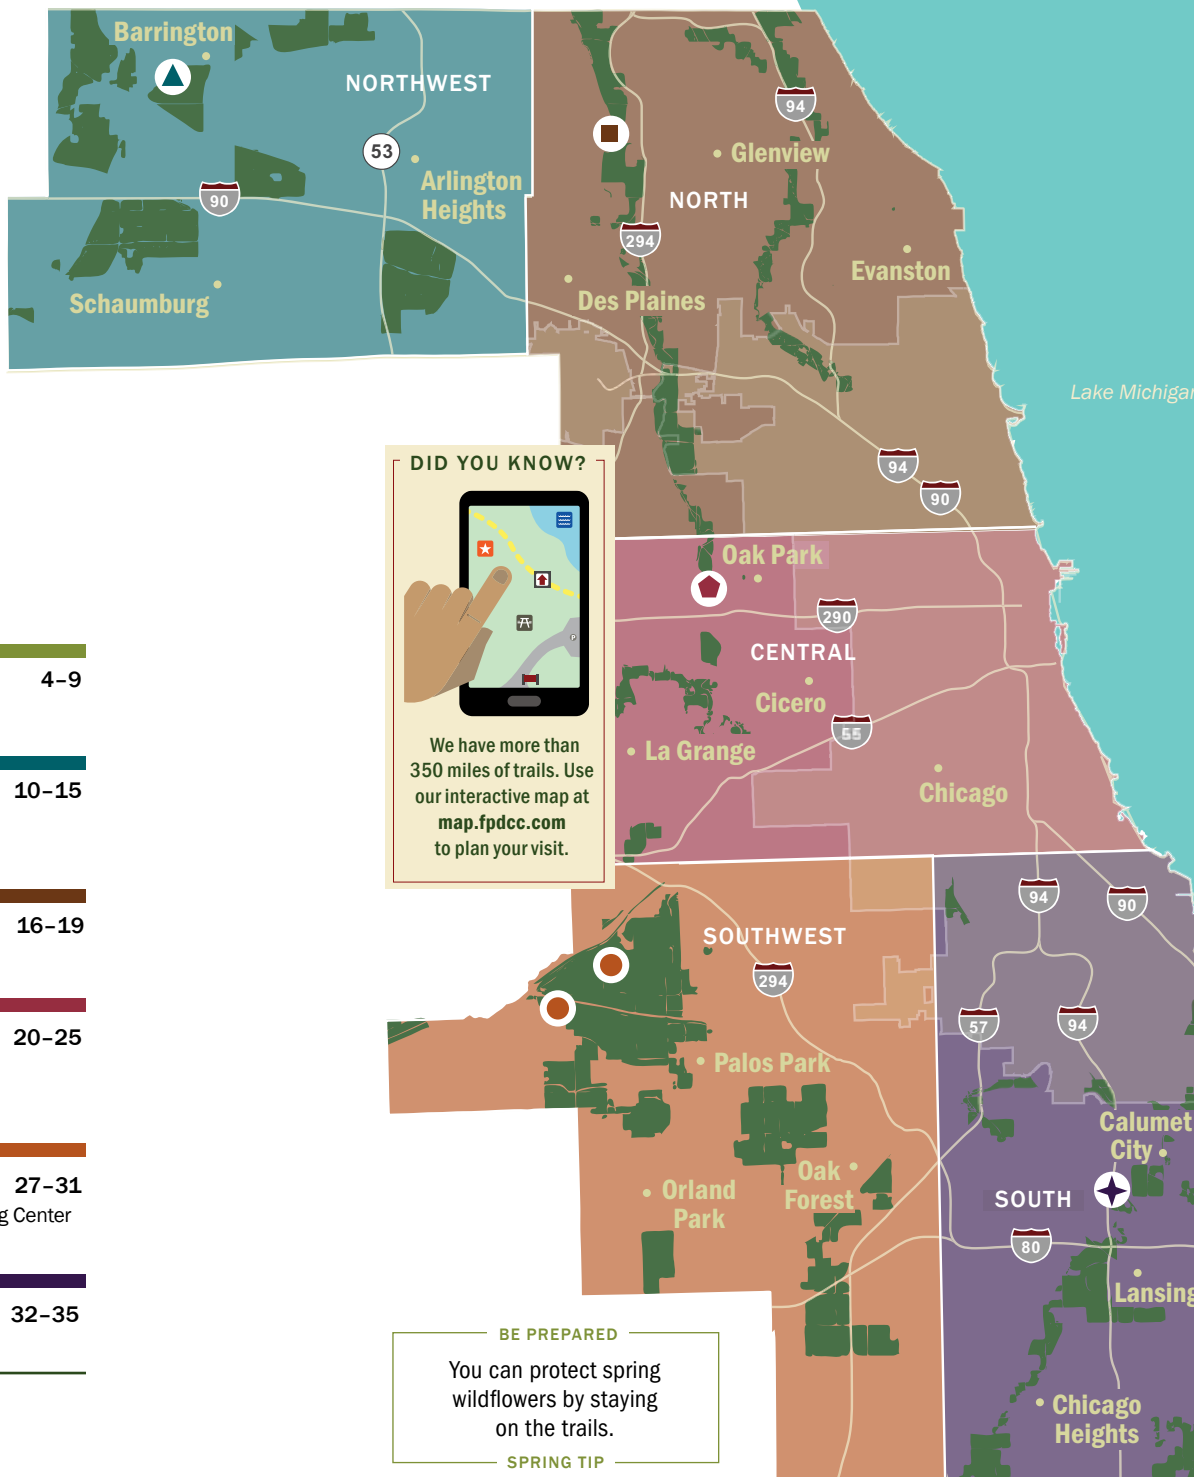 Barrington
NORTHWEST
94
53
Glenview
Arlington
Heights
90
NORTH
294
Evanston
Schaumburg
Des Plaines
Lake Michigan
DID YOU KNOW?
P
We have more than
350 miles of trails. Use
our interactive map at
map.fpdcc.com
to plan your visit.
94
90
Oak Park
290
CENTRAL
Cicero
55
La Grange
Chicago
4–9
10–15
16–19
20–25
27–31
g Center
32–35
94
90
SOUTHWEST
294
57
94
Palos Park
Calumet
City
Oak
Forest
Orland
Park
SOUTH
80
Lansing
Chicago
Heights
BE PREPARED
You can protect spring
wildflowers by staying
on the trails.
SPRING TIP